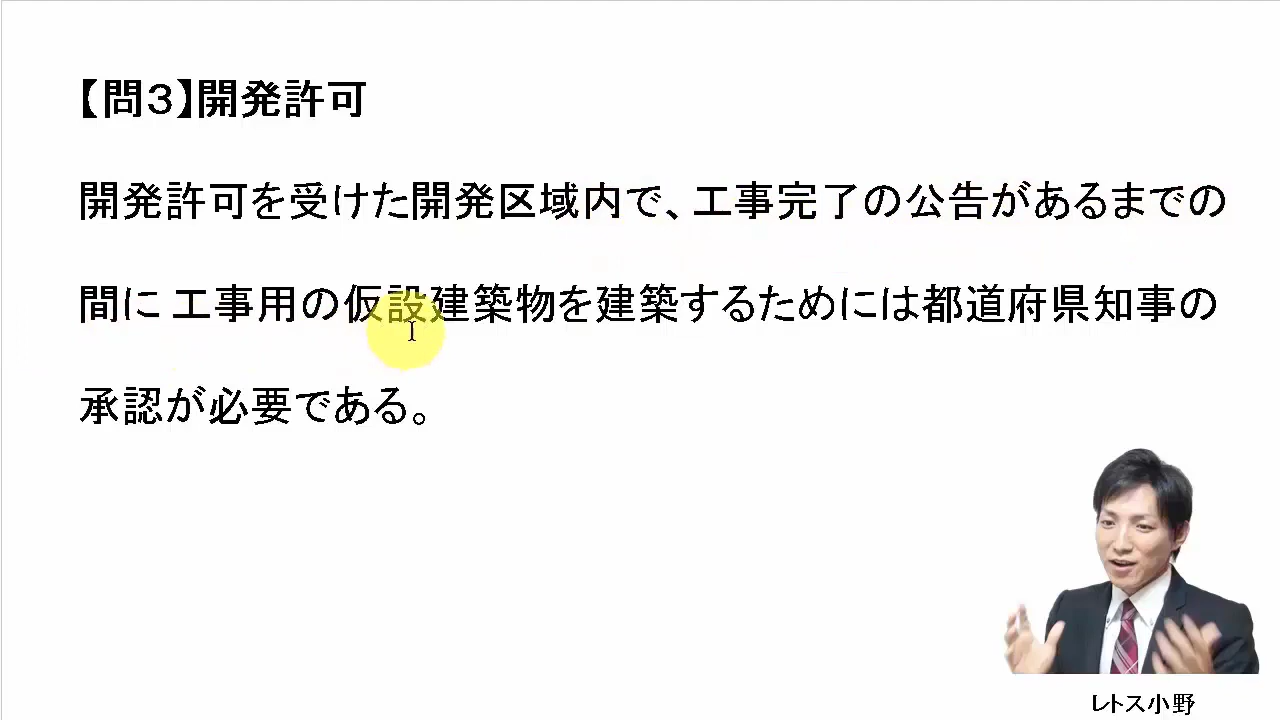 【問３】開発許可
開発許可を受けた開発区域内で、工事完了の公告があるまでの
間に 工事用の仮設建築物を建築するためには都道府県知事の
承認が必要である。
レトス小野